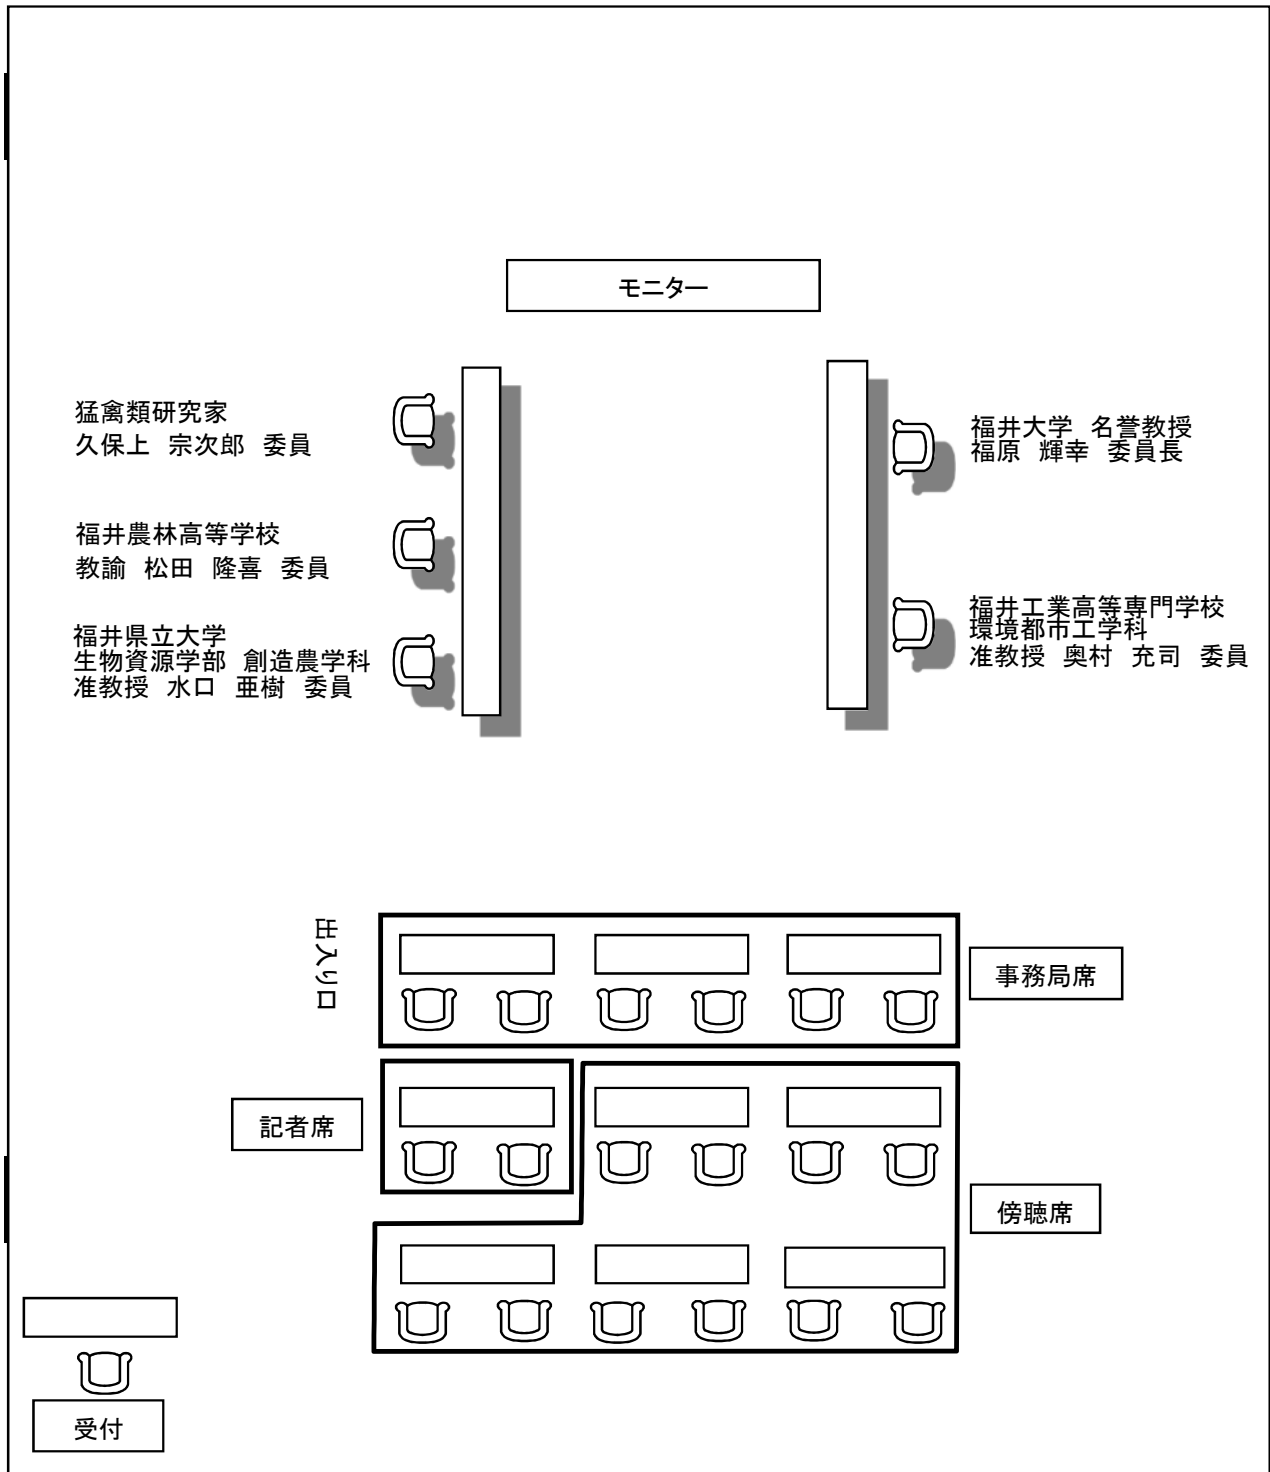 モニター
猛禽類研究家
久保上 宗次郎 委員
福井農林高等学校
教諭 松田 隆喜 委員
福井県立大学
生物資源学部 創造農学科
准教授 水口 亜樹 委員
福井大学 名誉教授
福原 輝幸 委員長
福井工業高等専門学校
環境都市工学科
准教授 奥村 充司 委員
出入り口
事務局席
記者席
傍聴席
受付